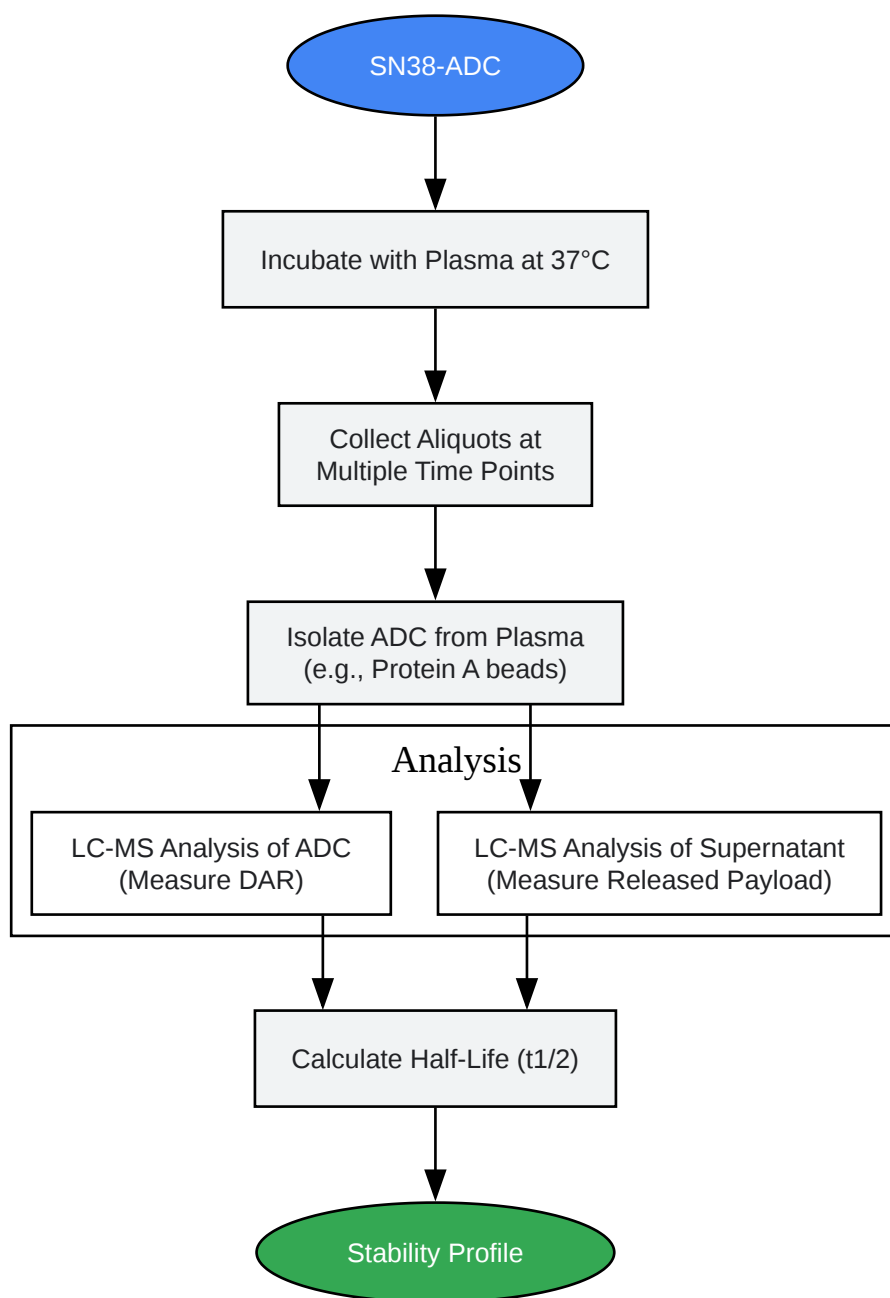 SN38-ADC
Incubate with Plasma at 37°C
Collect Aliquots at
Multiple Time Points
Isolate ADC from Plasma
(e.g., Protein A beads)
Analysis
LC-MS Analysis of ADC
(Measure DAR)
LC-MS Analysis of Supernatant
(Measure Released Payload)
Calculate Half-Life (t1/2)
Stability Profile